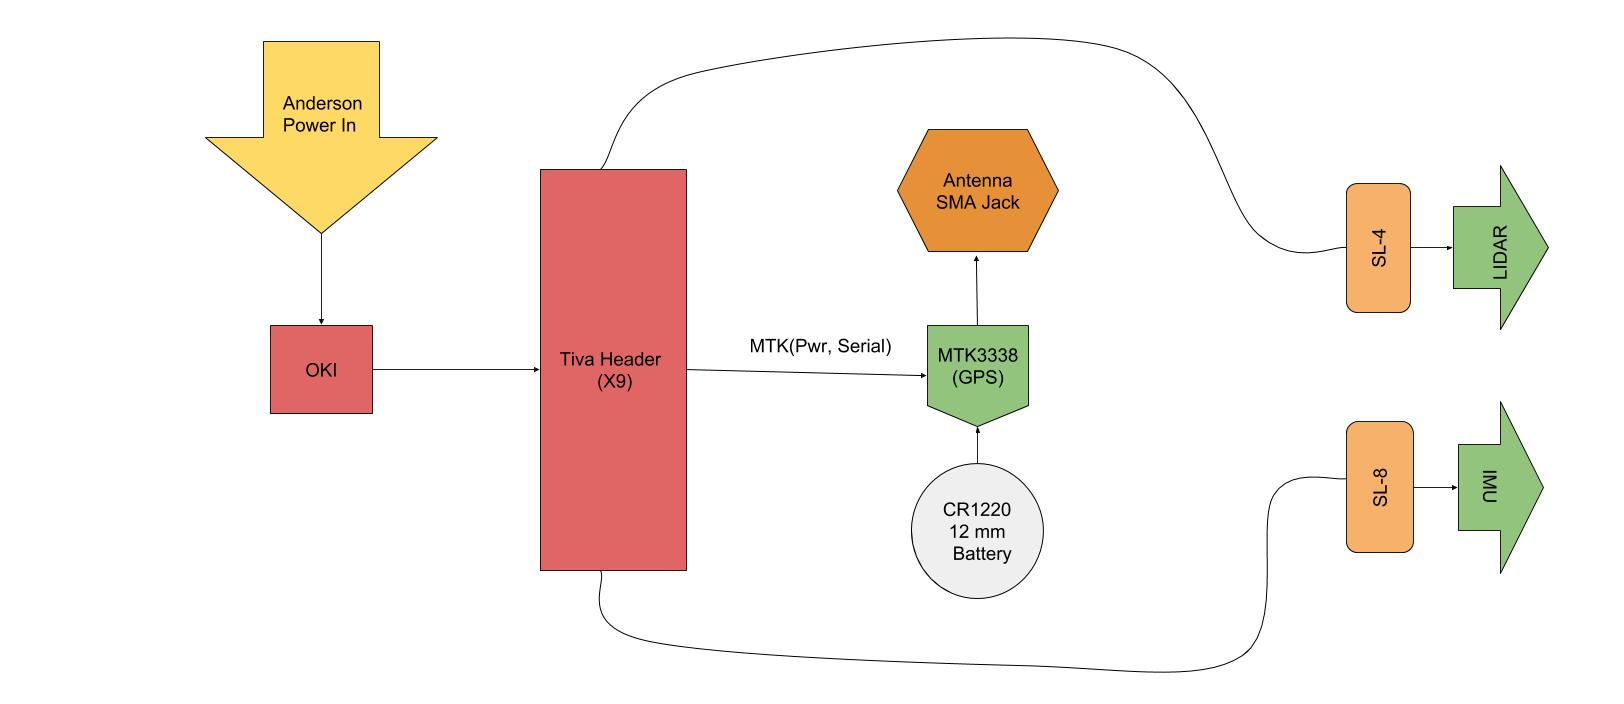 Anderson
Power In
OKI
Tiva Header
(X9)
MTK(Pwr, Serial)
Antenna
SMA Jack
MTK3338
(GPS)
CR1220
12 mm
Battery
SL-4
LIDAR
SL-8
IMU